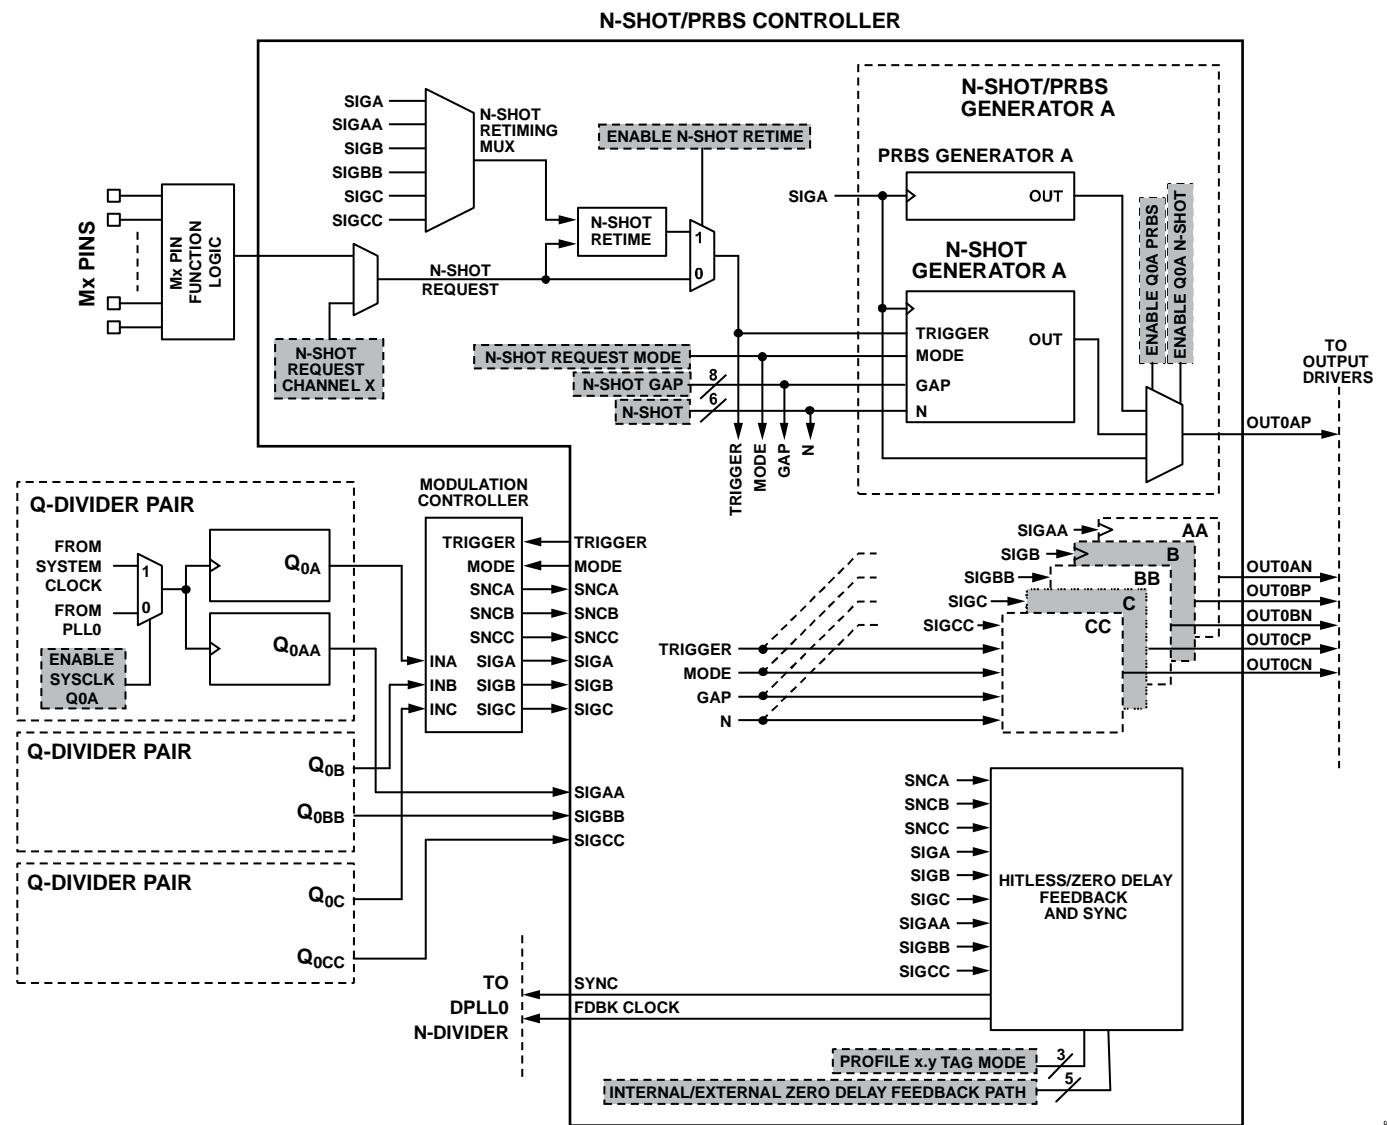 N-SHOT/PRBS CONTROLLER
N-SHOT/PRBS
GENERATOR A
SIGA
SIGAA
SIGB
SIGBB
SIGC
SIGCC
N-SHOT
RETIMING
MUX
ENABLE N-SHOT RETIME
PRBS GENERATOR A
SIGA
OUT
N-SHOT
RETIME
1
0
Mx PINS
Mx PIN
FUNCTION
LOGIC
N-SHOT
REQUEST
N-SHOT
REQUEST
CHANNEL X
N-SHOT
GENERATOR A
TRIGGER
MODE
GAP
N
OUT
ENABLE Q0A PRBS
ENABLE Q0A N-SHOT
N-SHOT REQUEST MODE
N-SHOT GAP
8
N-SHOT
6
TRIGGER
MODE
GAP
N
TO
OUTPUT
DRIVERS
OUT0AP
Q-DIVIDER PAIR
FROM
SYSTEM
CLOCK
FROM
PLL0
1
0
ENABLE
SYSCLK
Q0A
Q0A
Q0AA
MODULATION
CONTROLLER
TRIGGER
MODE
SNCA
SNCB
SNCC
INA SIGA
INB SIGB
INC SIGC
TRIGGER
MODE
SNCA
SNCB
SNCC
SIGA
SIGB
SIGC
SIGAA
SIGBB
SIGCC
SIGAA
SIGB
SIGBB
SIGC
SIGCC
AA
B
BB
C
CC
TRIGGER
MODE
GAP
N
OUT0AN
OUT0BP
OUT0BN
OUT0CP
OUT0CN
Q-DIVIDER PAIR
Q0B
Q0BB
Q-DIVIDER PAIR
Q0C
Q0CC
SNCA
SNCB
SNCC
SIGA
SIGB
SIGC
SIGAA
SIGBB
SIGCC
HITLESS/ZERO DELAY
FEEDBACK
AND SYNC
TO
DPLL0
N-DIVIDER
SYNC
FDBK CLOCK
PROFILE x.y TAG MODE
3
INTERNAL/EXTERNAL ZERO DELAY FEEDBACK PATH
5